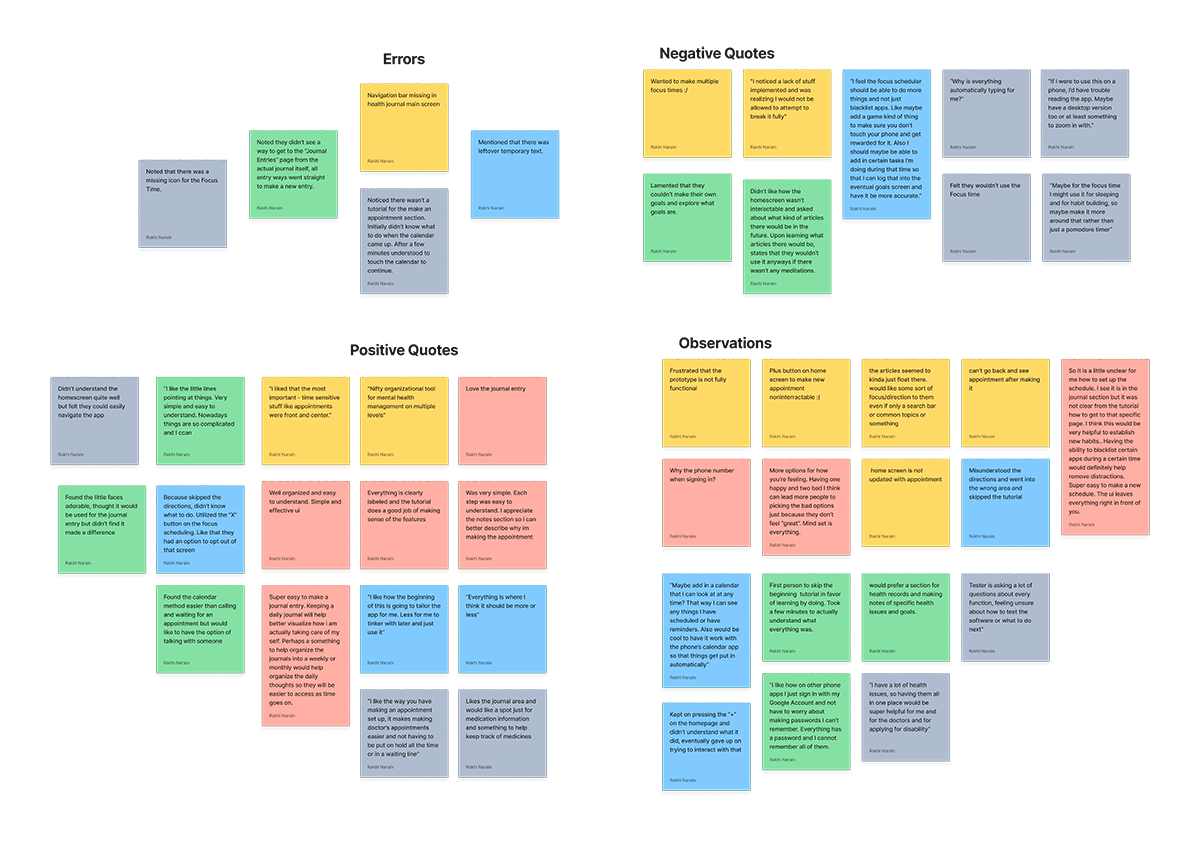 Errors
Navigation bar missing in
health journal main screen
Rakhi Narain
Noted they didn't see a
way to get to the "Journal
Entries" page from the
actual journal itself, all
entry ways went straight
to make a new entry.
Rakhi Narain
Mentioned that there was
leftover temporary text.
Rakhi Narain
Noted that there was a
missing icon for the Focus
Time.
Rakhi Narain
Noticed there wasn't a
tutorial for the make an
appointment section.
Initially didn't know what
to do when the calendar
came up. After a few
minutes understood to
touch the calendar to
continue.
Rakhi Narain
Negative Quotes
Wanted to make multiple
focus times :/
Rakhi Narain
"I noticed a lack of stuff
implemented and was
realizing I would not be
allowed to attempt to
break it fully"
Rakhi Narain
"I feel the focus scheduler
should be able to do more
things and not just
blacklist apps. Like maybe
add a game kind of thing
to make sure you don't
touch your phone and get
rewarded for it. Also I
should maybe be able to
add in certain tasks I'm
doing during that time so
that I can log that into the
eventual goals screen and
have it be more accurate."
Rakhi Narain
"Why is everything
automatically typing for
me?"
Rakhi Narain
"If I were to use this on a
phone, I'd have trouble
reading the app. Maybe
have a desktop version
too or at least something
to zoom in with."
Rakhi Narain
Lamented that they
couldn't make their own
goals and explore what
goals are.
Rakhi Narain
Didn't like how the
homescreen wasn't
interactable and asked
about what kind of articles
there would be in the
future. Upon learning what
articles there would be,
states that they wouldn't
use it anyways if there
wasn't any meditations.
Rakhi Narain
Felt they wouldn't use the
Focus time
Rakhi Narain
"Maybe for the focus time
I might use it for sleeping
and for habit building, so
maybe make it more
around that rather than
just a pomodore timer"
Rakhi Narain
Positive Quotes
Didn't understand the
homescreen quite well
but felt they could easily
navigate the app
Rakhi Narain
"I like the little lines
pointing at things. Very
simple and easy to
understand. Nowadays
things are so complicated
and I ccan
Rakhi Narain
"I liked that the most
important - time sensitive
stuff like appointments
were front and center."
Rakhi Narain
"Nifty organizational tool
for mental health
management on multiple
levels"
Rakhi Narain
Love the journal entry
Rakhi Narain
Found the little faces
adorable, thought it would
be used for the journal
entry but didn't find it
made a difference
Rakhi Narain
Because skipped the
directions, didn't know
what to do. Utilized the "X"
button on the focus
scheduling. Like that they
had an option to opt out of
that screen
Rakhi Narain
Well organized and easy
to understand. Simple and
effective ui
Rakhi Narain
Everything is clearly
labeled and the tutorial
does a good job of making
sense of the features
Rakhi Narain
Was very simple. Each
step was easy to
understand. I appreciate
the notes section so i can
better describe why im
making the appointment
Rakhi Narain
Found the calendar
method easier than calling
and waiting for an
appointment but would
like to have the option of
talking with someone
Rakhi Narain
Super easy to make a
journal entry. Keeping a
daily journal will help
better visualize how i am
actually taking care of my
self. Perhaps a something
to help organize the
journals into a weekly or
monthly would help
organize the daily
thoughts so they will be
easier to access as time
goes on.
Rakhi Narain
"I like how the beginning
of this is going to tailor the
app for me. Less for me to
tinker with later and just
use it"
Rakhi Narain
"Everything is where I
think it should be more or
less"
Rakhi Narain
"I like the way you have
making an appointment
set up, it makes making
doctor's appointments
easier and not having to
be put on hold all the time
or in a waiting line"
Rakhi Narain
Likes the journal area and
would like a spot just for
medication information
and something to help
keep track of medicines
Rakhi Narain
Observations
Frustrated that the
prototype is not fully
functional
Rakhi Narain
Plus button on home
screen to make new
appointment
noninterractable :(
Rakhi Narain
the articles seemed to
kinda just float there.
would like some sort of
focus/direction to them
even if only a search bar
or common topics or
something
Rakhi Narain
can't go back and see
appointment after making
it
Rakhi Narain
So it is a little unclear for
me how to set up the
schedule. I see it is in the
journal section but it was
not clear from the tutorial
how to get to that specific
page. I think this would be
very helpful to establish
new habits.. Having the
ability to blacklist certain
apps during a certain time
would definitely help
remove distractions.
Super easy to make a new
schedule. The ui leaves
everything right in front of
you.
Rakhi Narain
Why the phone number
when signing in?
Rakhi Narain
More options for how
you're feeling. Having one
happy and two bad I think
can lead more people to
picking the bad options
just because they don't
feel "great". Mind set is
everything.
Rakhi Narain
home screen is not
updated with appointment
Rakhi Narain
Misunderstood the
directions and went into
the wrong area and
skipped the tutorial
Rakhi Narain
"Maybe add in a calendar
that I can look at at any
time? That way I can see
any things I have
scheduled or have
reminders. Also would be
cool to have it work with
the phone's calendar app
so that things get put in
automatically"
Rakhi Narain
First person to skip the
beginning tutorial in favor
of learning by doing. Took
a few minutes to actually
understand what
everything was.
Rakhi Narain
would prefer a section for
health records and making
notes of specific health
issues and goals.
Rakhi Narain
Tester is asking a lot of
questions about every
function, feeling unsure
about how to test the
software or what to do
next"
Rakhi Narain
Kept on pressing the "+"
on the homepage and
didn't understand what it
did, eventually gave up on
trying to interact with that
Rakhi Narain
"I like how on other phone
apps I just sign in with my
Google Account and not
have to worry about
making passwords I can't
remember. Everything has
a password and I cannot
remember all of them.
Rakhi Narain
"I have a lot of health
issues, so having them all
in one place would be
super helpful for me and
for the doctors and for
applying for disability"
Rakhi Narain